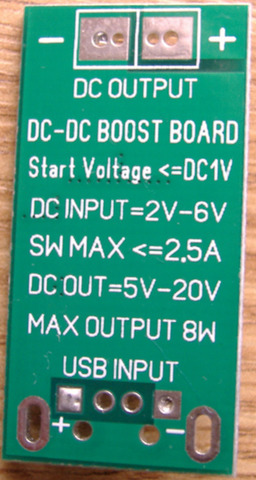 - +
DC OUTPUT
DC-DC BOOST BOARD
Start Voltage <=DC1V
DC INPUT=2V-6V
SW MAX <=2.5A
DC OUT=5V-20V
MAX OUTPUT 8W
USB INPUT
+ -